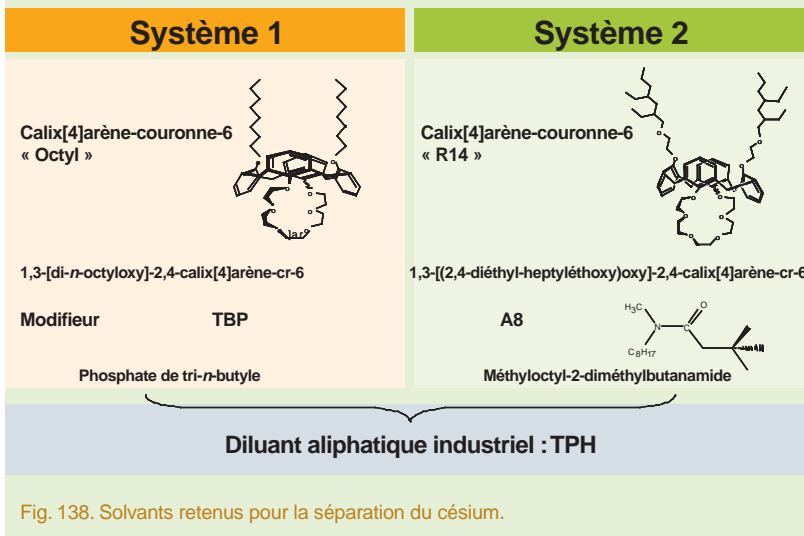 Système 1
Système 2
Calix[4]arène-couronne-6
« Octyl »
Calix[4]arène-couronne-6
« R14 »
1,3-[di-n-octyloxy]-2,4-calix[4]arène-cr-6
1,3-[(2,4-diéthyl-heptyléthoxy)oxy]-2,4-calix[4]arène-cr-6
Modifieur TBP
A8
H3C
N
C
O
C8H17
Phosphate de tri-n-butyle
Méthyloctyl-2-diméthylbutanamide
Diluant aliphatique industriel : TPH
Fig. 138. Solvants retenus pour la séparation du césium.